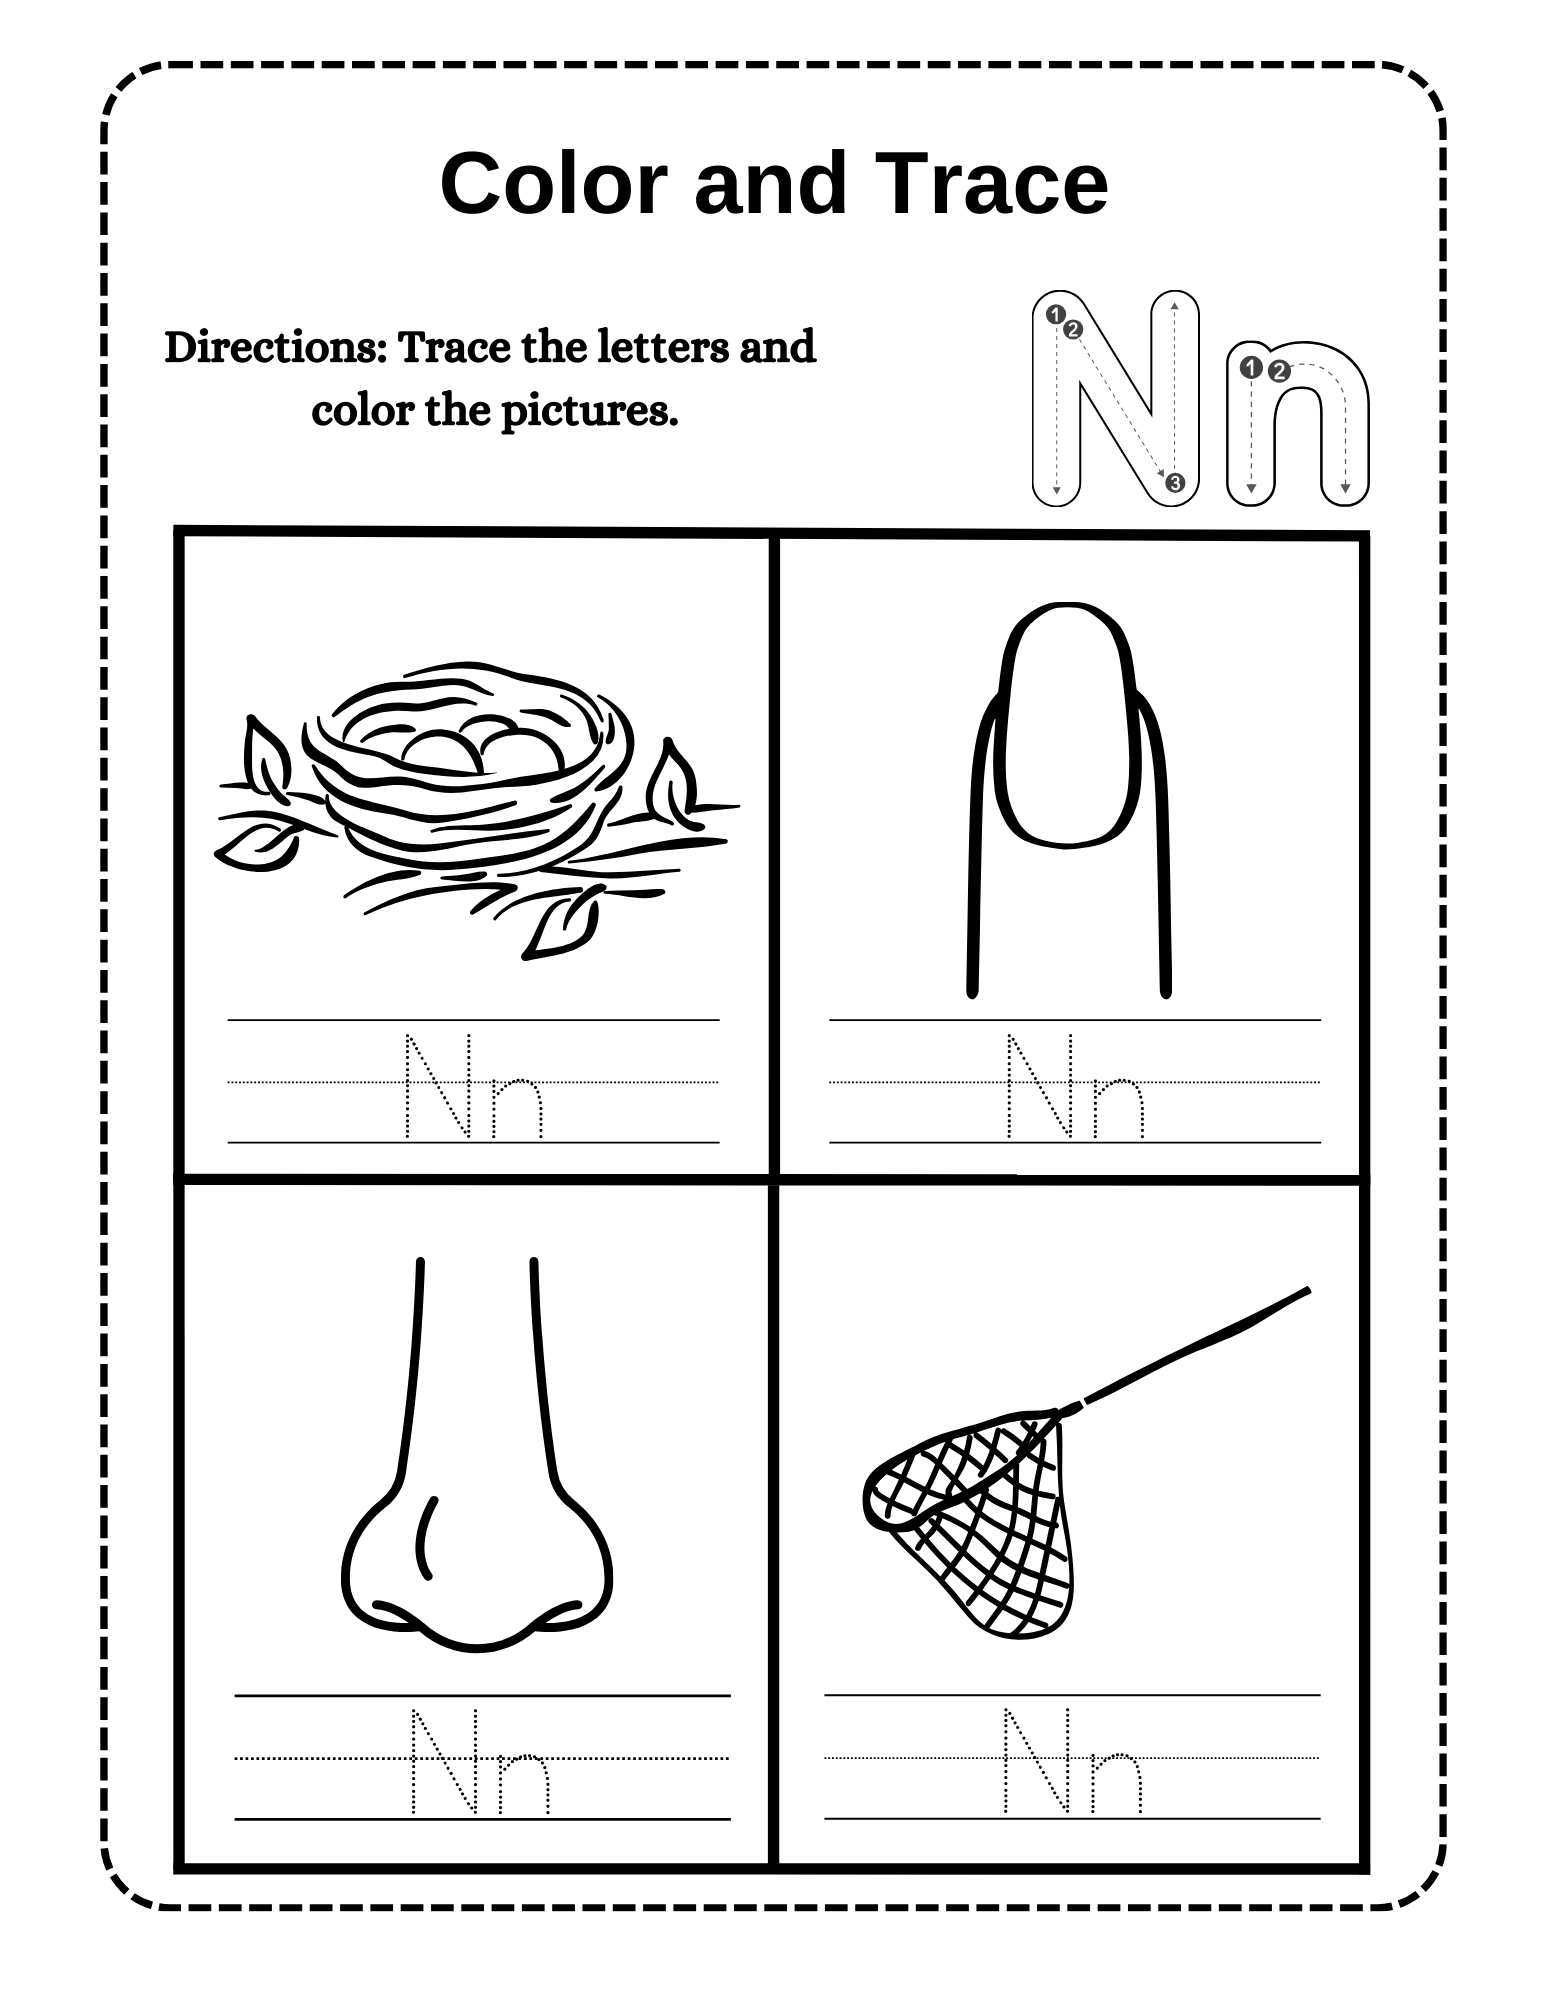 Color and Trace
Directions: Trace the letters and
color the pictures.
Nn
1 2 3 1 2
Nn
Nn
Nn
Nn